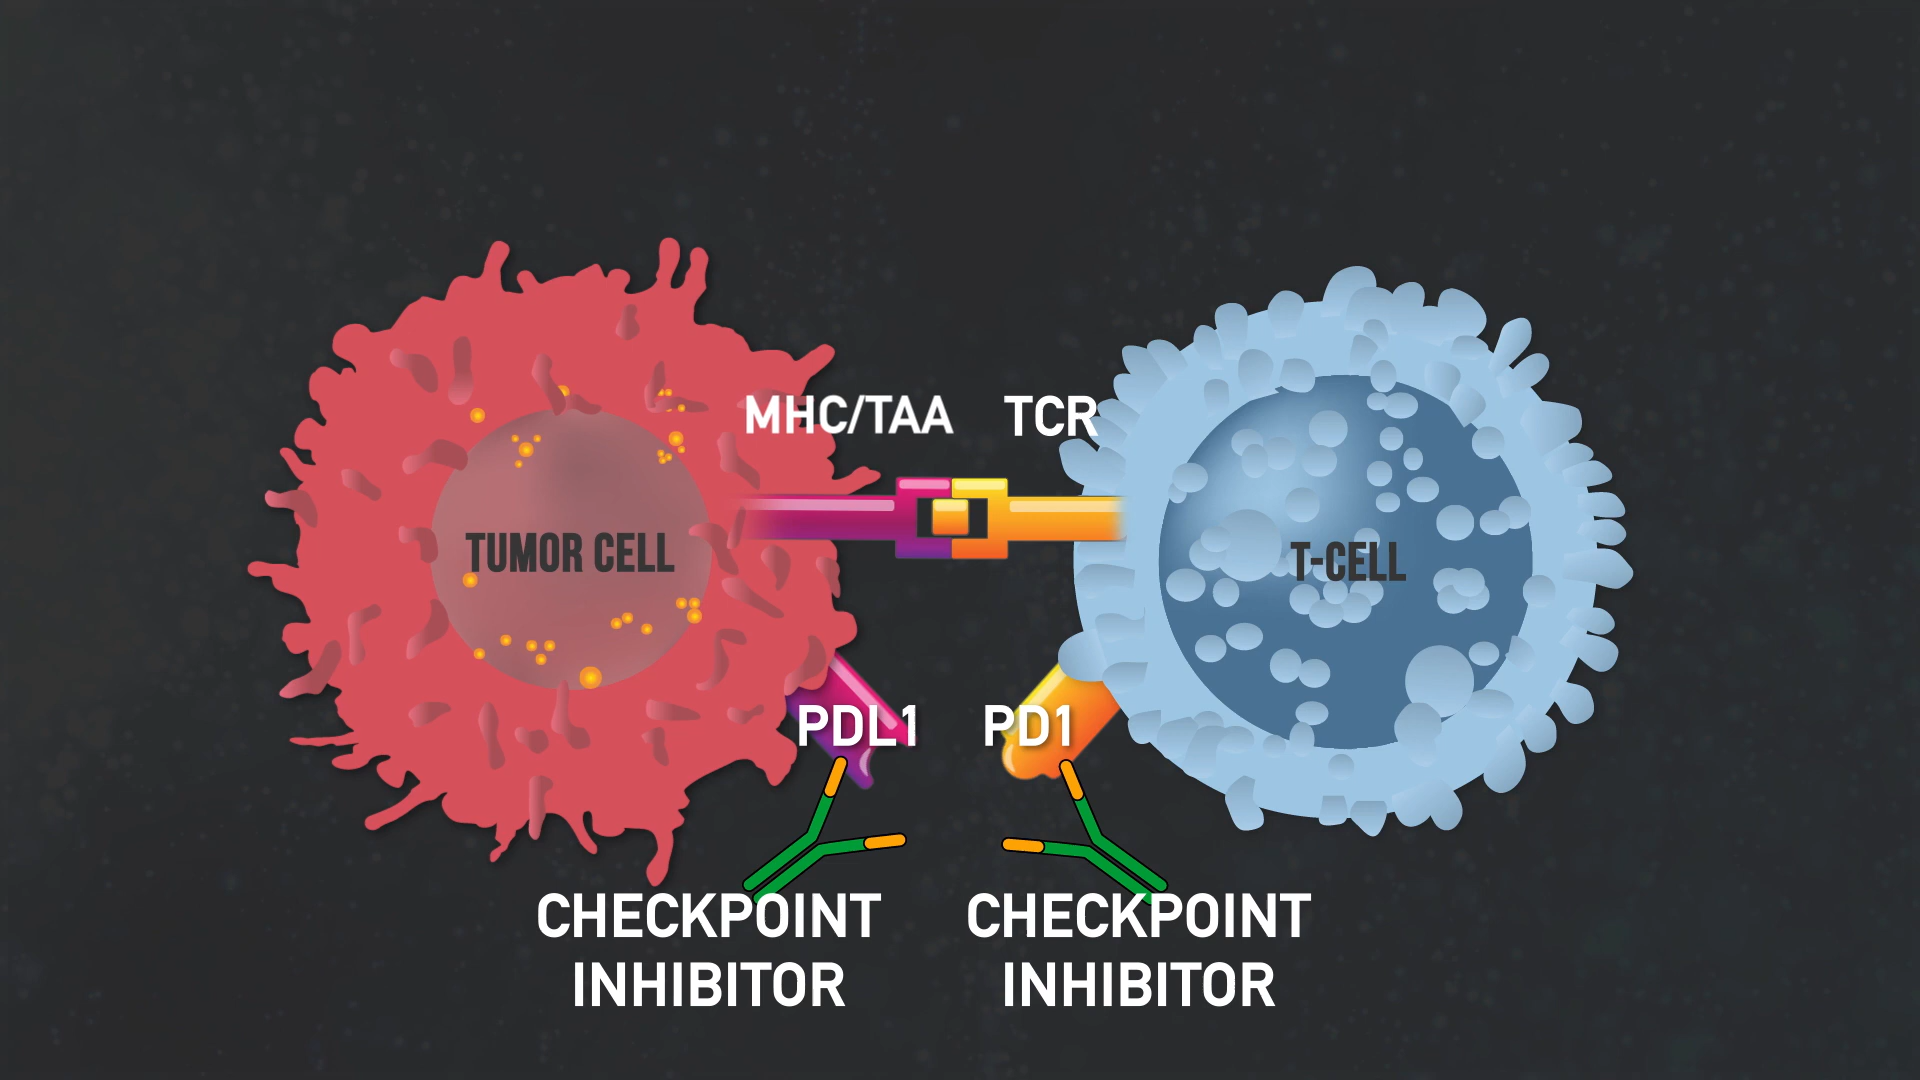 MHC/TAA TCR
TUMOR CELL
T-CELL
PDL1 PD1
CHECKPOINT
INHIBITOR
CHECKPOINT
INHIBITOR